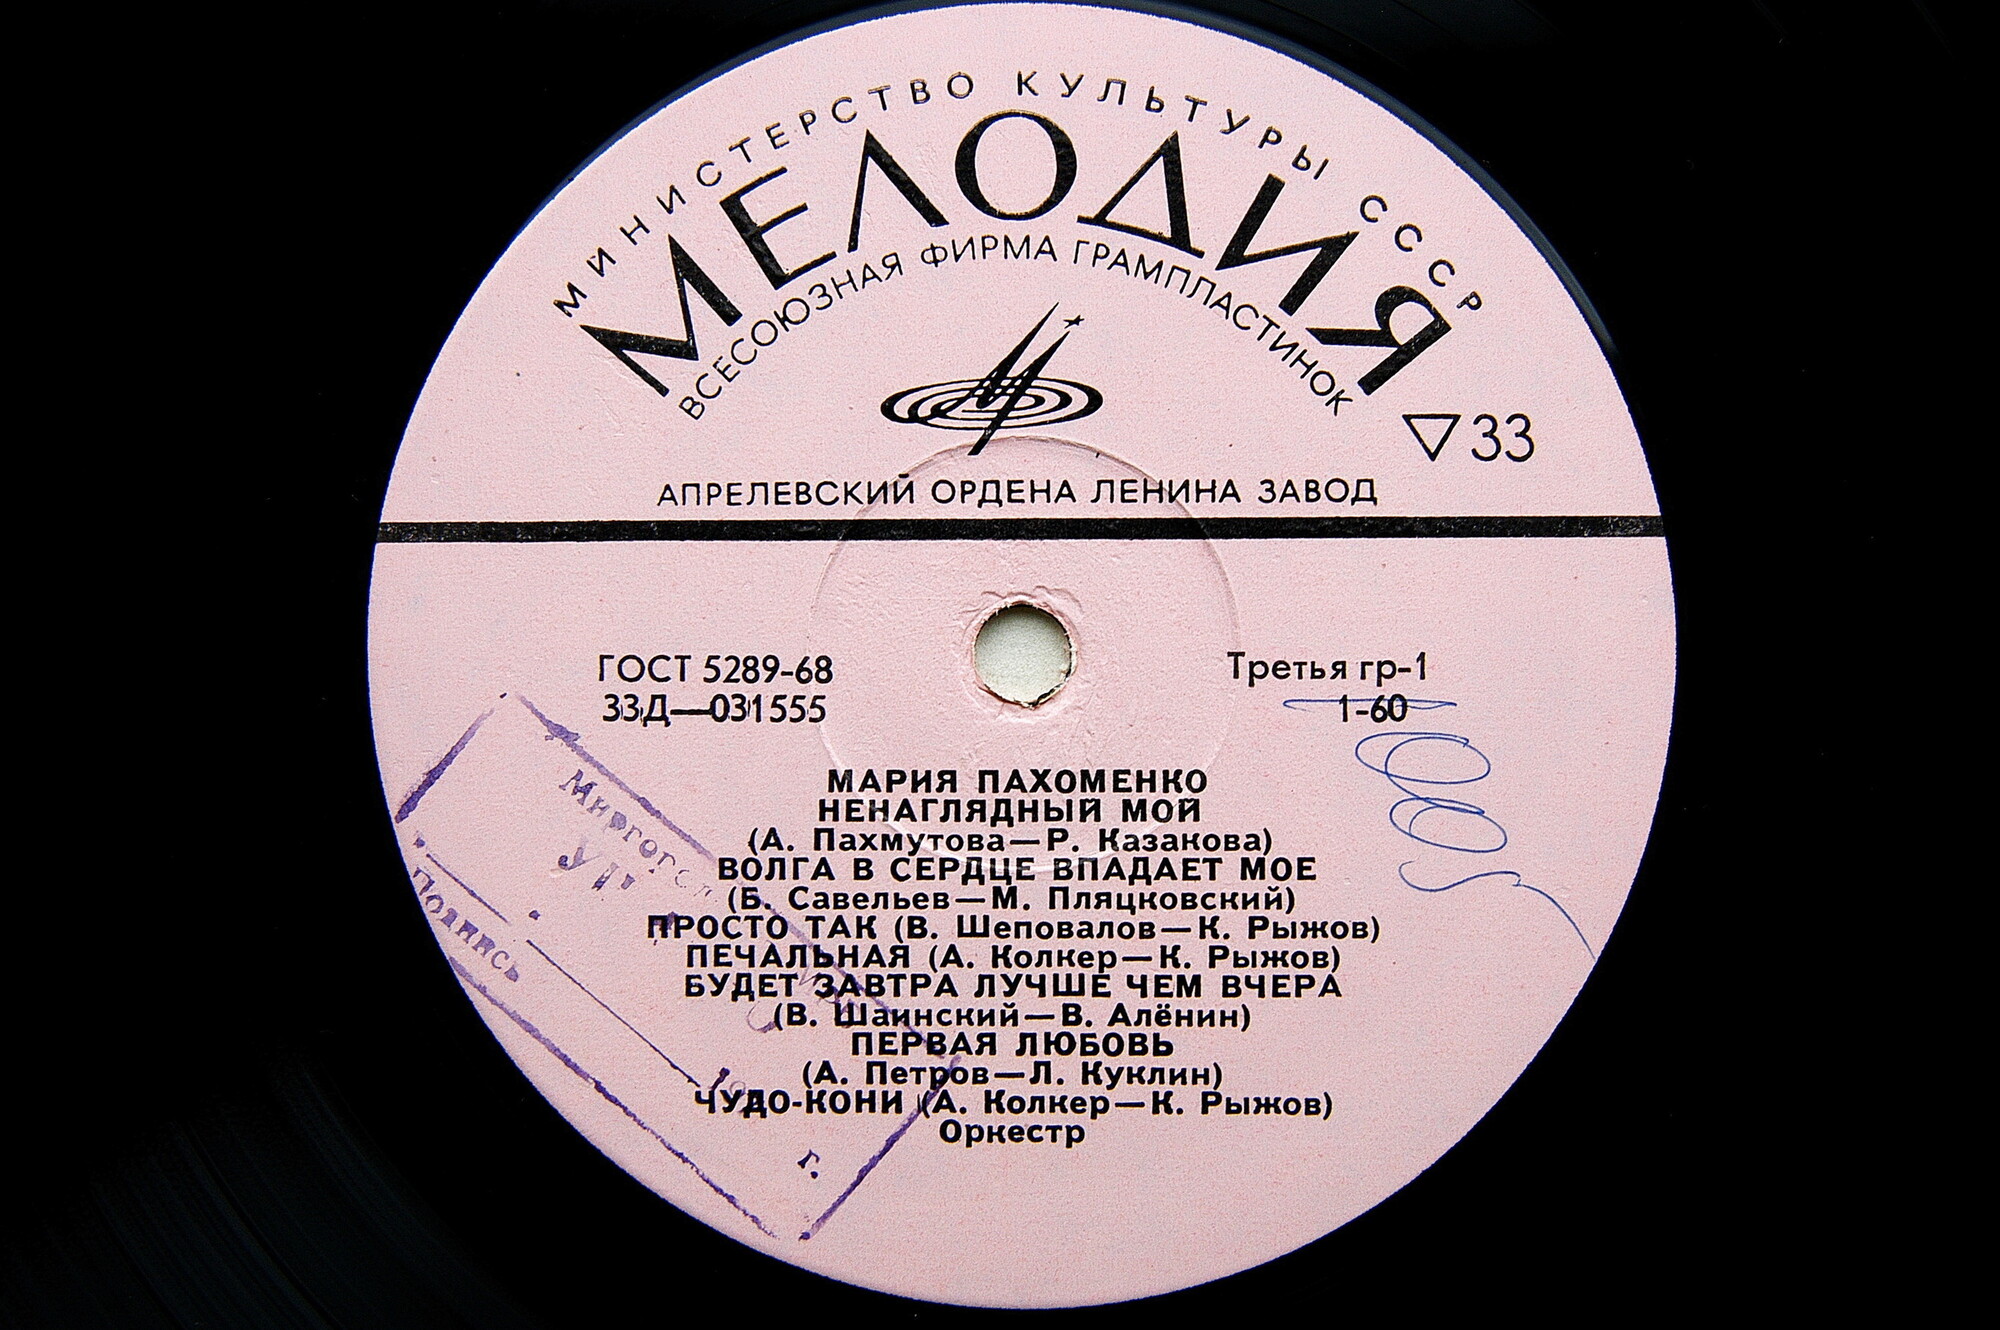 МИНИСТЕРСТВО КУЛЬТУРЫ СССР
МЕЛОДИЯ
ВСЕСОЮЗНАЯ ФИРМА ГРАМПЛАСТИНОК
33
АПРЕЛЕВСКИЙ ОРДЕНА ЛЕНИНА ЗАВОД
ГОСТ 5289-68
33Д—031555
Третья гр-1
1-60
МАРИЯ ПАХОМЕНКО
НЕНАГЛЯДНЫЙ МОЙ
(А. Пахмутова—Р. Казакова)
ВОЛГА В СЕРДЦЕ ВПАДАЕТ МОЕ
(Б. Савельев—М. Пляцковский)
ПРОСТО ТАК (В. Шеповалов—К. Рыжов)
ПЕЧАЛЬНАЯ (А. Колкер—К. Рыжов)
БУДЕТ ЗАВТРА ЛУЧШЕ ЧЕМ ВЧЕРА
(В. Шаинский—В. Алёнин)
ПЕРВАЯ ЛЮБОВЬ
(А. Петров—Л. Куклин)
ЧУДО-КОНИ (А. Колкер—К. Рыжов)
Оркестр
Подпись
г.